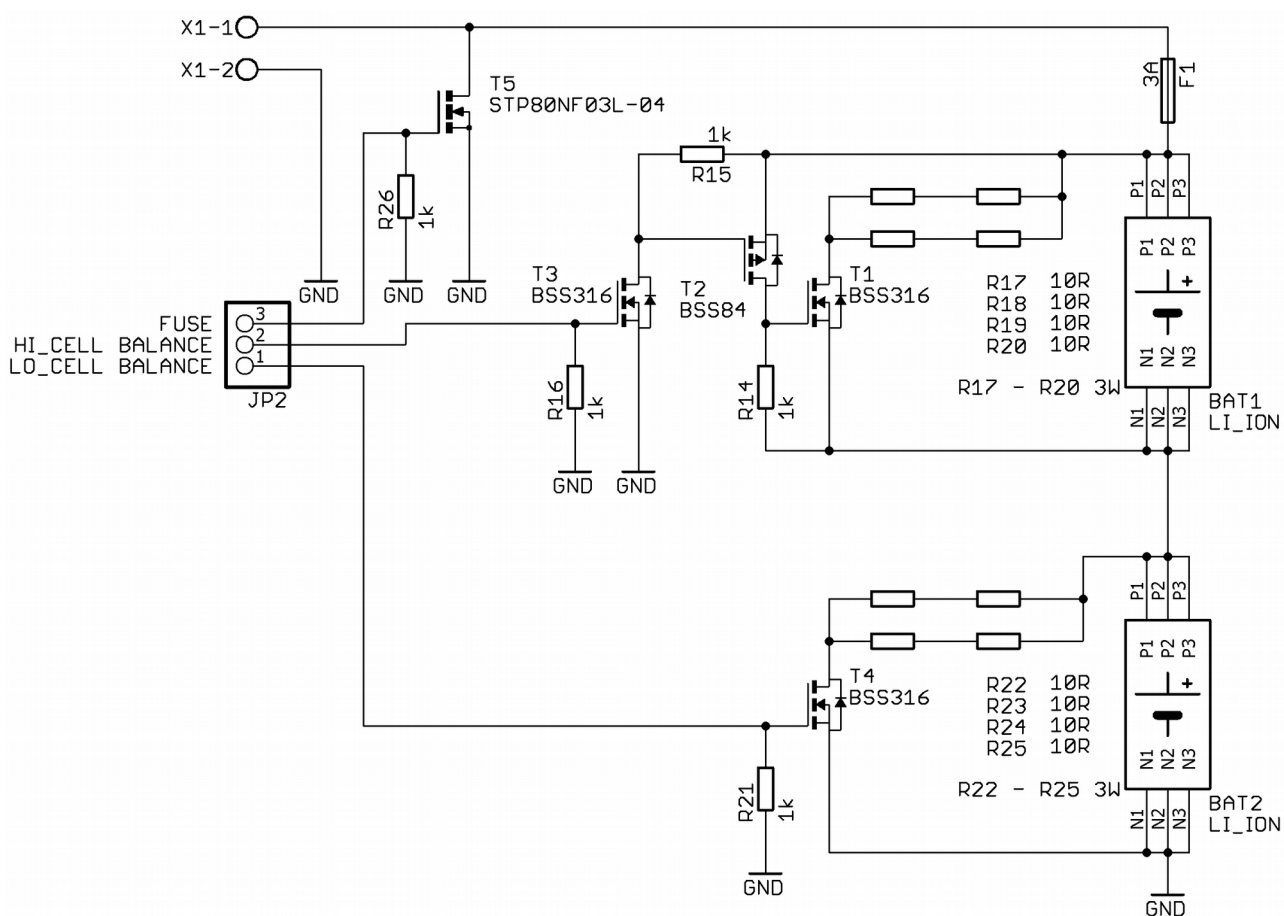 X1-1
X1-2
T5
STP80NF03L-04
3A
F1
1k
R15
R26
1k
P1 P2 P3
P1 P2 P3
+
GND
GND
GND
T3
BSS316
T2
BSS84
T1
BSS316
R17 10R
R18 10R
R19 10R
R20 10R
R17 - R20 3W
N1 N2 N3
N1 N2 N3
BAT1
LI_ION
FUSE 3
HI_CELL BALANCE 2
LO_CELL BALANCE 1
JP2
R16
1k
R14
1k
GND
GND
P1 P2 P3
P1 P2 P3
+
T4
BSS316
R22 10R
R23 10R
R24 10R
R25 10R
R22 - R25 3W
N1 N2 N3
N1 N2 N3
BAT2
LI_ION
R21
1k
GND
GND